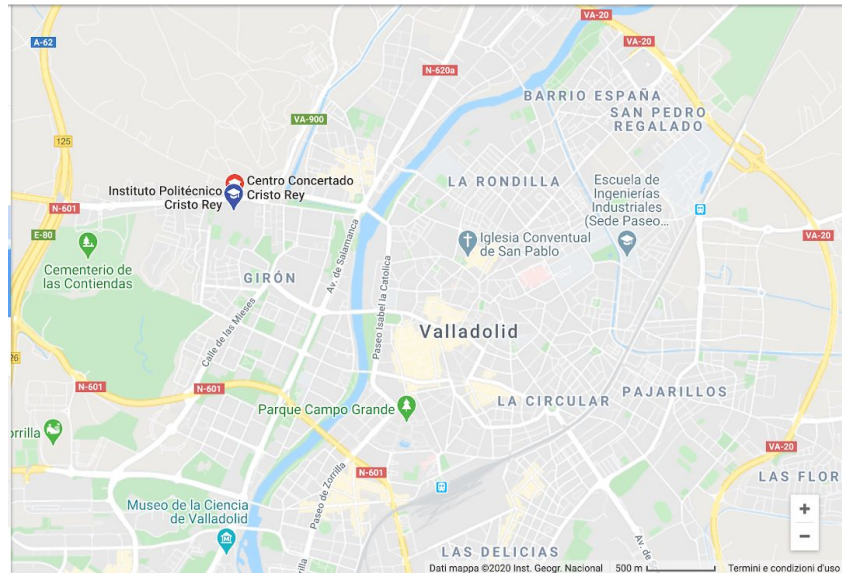 VA-20
A-62
VA-20
N-620a
BARRIO ESPAÑA
SAN PEDRO
REGALADO
VA-900
125
Instituto Politécnico
Cristo Rey
Centro Concertado
Cristo Rey
LA RONDILLA
Escuela de
Ingenierías
Industriales
(Sede Paseo...
N-601
E-80
VA-20
Iglesia Conventual
de San Pablo
Cementerio de
las Contiendas
GIRÓN
Av. de Salamanca
Paseo Isabel la Catolica
Calle de las Mieses
Valladolid
26
N-601
N-601
PAJARILLOS
LA CIRCULAR
Parque Campo Grande
orrilla
VA-20
N-601
LAS FLOR
Paseo de Zorrilla
Museo de la Ciencia
de Valladolid
+
−
LAS DELICIAS
Av. de
Dati mappa ©2020 Inst. Geogr. Nacional
500 m
Termini e condizioni d'uso